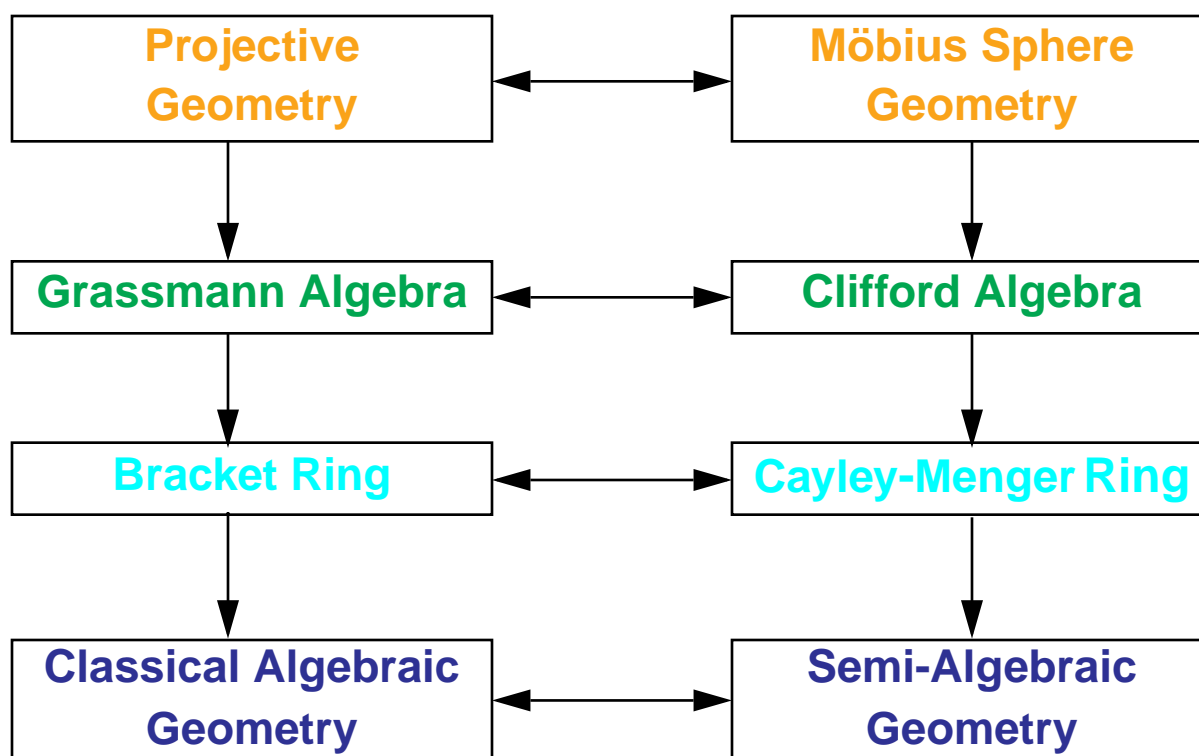 Projective
Geometry
Möbius Sphere
Geometry
Grassmann Algebra
Clifford Algebra
Bracket Ring
Cayley-Menger Ring
Classical Algebraic
Geometry
Semi-Algebraic
Geometry